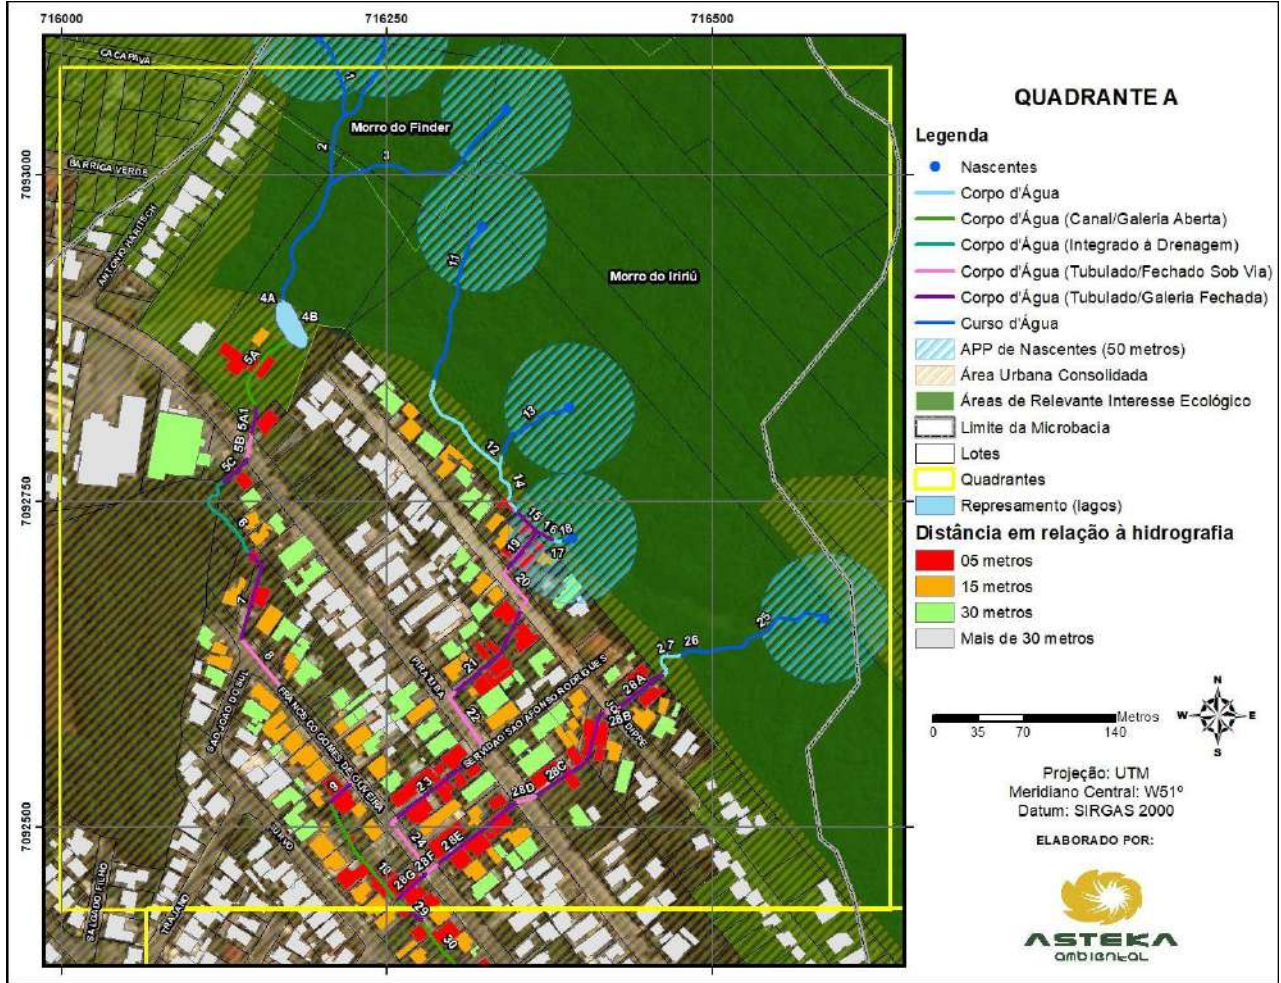 716000
716250
716500
7093000
7092750
7092500
CAÇAPAVA
BARRIGA VERDE
ANTONIO HARITSCH
1
2
3
Morro do Finder
11
Morro do Iririú
4A
4B
5A
5A1
5B
5C
6
7
8
12
13
14
15
16
18
17
19
20
21
22
23
24
25
26
27
28A
28B
28C
28D
28E
28F
28G
9
10
29
30
PIRAIUBA
SERVIDÃO SÃO AFONSO RODRIGUES
FRANCISCO GOMES DE OLIVEIRA
SÃO JOÃO DO SUL
SALGADO FILHO
TRAJANO
QUADRANTE A
Legenda
Nascentes
Corpo d'Água
Corpo d'Água (Canal/Galeria Aberta)
Corpo d'Água (Integrado à Drenagem)
Corpo d'Água (Tubulado/Fechado Sob Via)
Corpo d'Água (Tubulado/Galeria Fechada)
Curso d'Água
APP de Nascentes (50 metros)
Área Urbana Consolidada
Áreas de Relevante Interesse Ecológico
Limite da Microbacia
Lotes
Quadrantes
Represamento (lagos)
Distância em relação à hidrografia
05 metros
15 metros
30 metros
Mais de 30 metros
Metros
0 35 70 140
N
W E
S
Projeção: UTM
Meridiano Central: W51º
Datum: SIRGAS 2000
ELABORADO POR:
ASTEKA
ambiental